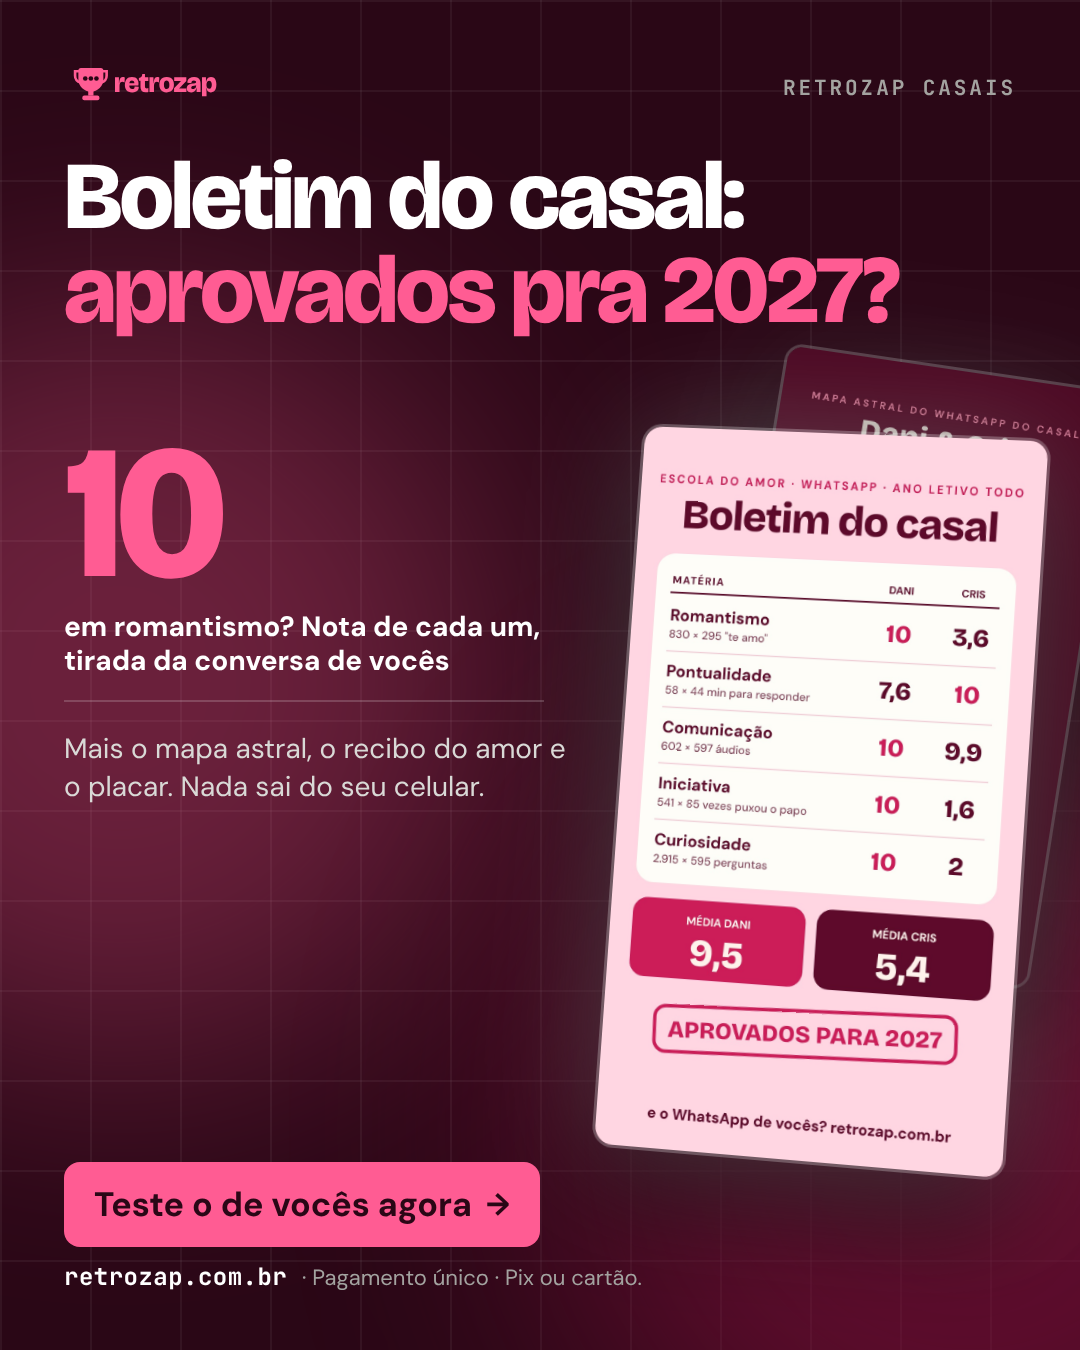 retrozap
RETROZAP CASAIS
Boletim do casal:
aprovados pra 2027?
10
em romantismo? Nota de cada um,
tirada da conversa de vocês
Mais o mapa astral, o recibo do amor e
o placar. Nada sai do seu celular.
MAPA ASTRAL DO WHATSAPP DO CASAL
ESCOLA DO AMOR · WHATSAPP · ANO LETIVO TODO
Boletim do casal
MATÉRIA DANI CRIS
Romantismo 10 3,6
830 × 295 "te amo"
Pontualidade 7,6 10
58 × 44 min para responder
Comunicação 10 9,9
602 × 597 áudios
Iniciativa 10 1,6
541 × 85 vezes puxou o papo
Curiosidade 10 2
2.915 × 595 perguntas
MÉDIA DANI MÉDIA CRIS
9,5 5,4
APROVADOS PARA 2027
e o WhatsApp de vocês? retrozap.com.br
Teste o de vocês agora →
retrozap.com.br · Pagamento único · Pix ou cartão.